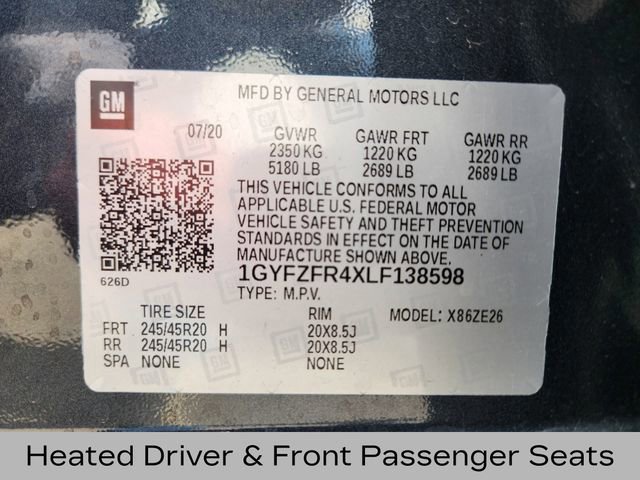 GM
MFD BY GENERAL MOTORS LLC
07/20 GVWR GAWR FRT GAWR RR
2350 KG 1220 KG 1220 KG
5180 LB 2689 LB 2689 LB
THIS VEHICLE CONFORMS TO ALL
APPLICABLE U.S. FEDERAL MOTOR
VEHICLE SAFETY AND THEFT PREVENTION
STANDARDS IN EFFECT ON THE DATE OF
MANUFACTURE SHOWN ABOVE.
1GYFZFR4XLF138598
626D
TYPE: M.P.V.
TIRE SIZE RIM MODEL: X86ZE26
FRT 245/45R20 H 20X8.5J
RR 245/45R20 H 20X8.5J
SPA NONE NONE
Heated Driver & Front Passenger Seats